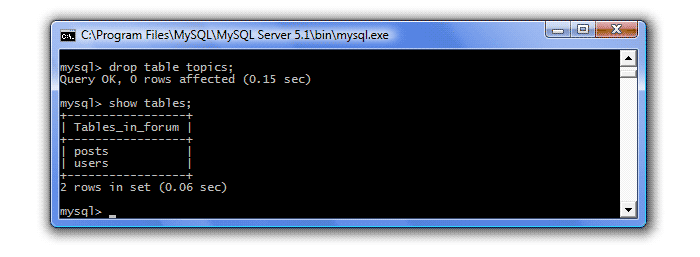 C:\Program Files\MySQL\MySQL Server 5.1\bin\mysql.exe
mysql> drop table topics;
Query OK, 0 rows affected (0.15 sec)
mysql> show tables;
+-----------------+
| Tables_in_forum |
+-----------------+
| posts           |
| users           |
+-----------------+
2 rows in set (0.06 sec)
mysql> _